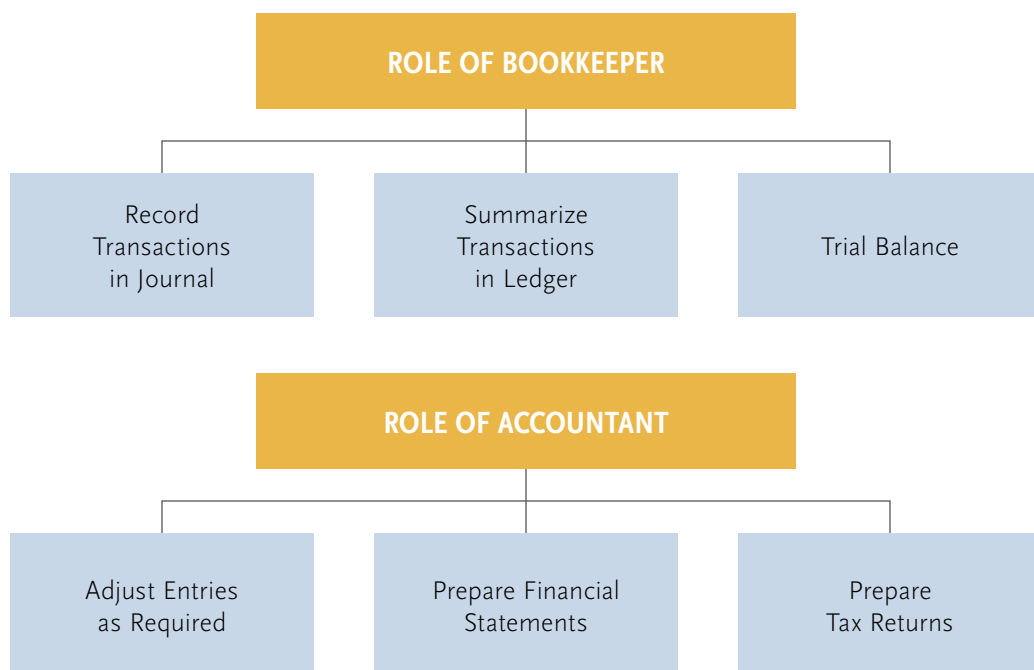 ROLE OF BOOKKEEPER
Record
Transactions
in Journal
Summarize
Transactions
in Ledger
Trial Balance
ROLE OF ACCOUNTANT
Adjust Entries
as Required
Prepare Financial
Statements
Prepare
Tax Returns